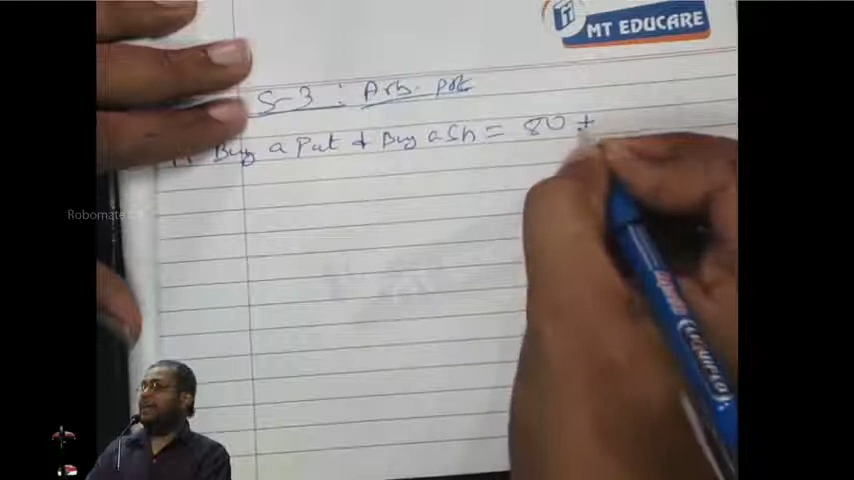 MT EDUCARE
S-3 : Arb. pot
Buy a Put & Buy a Sh = 80 +
Robomate